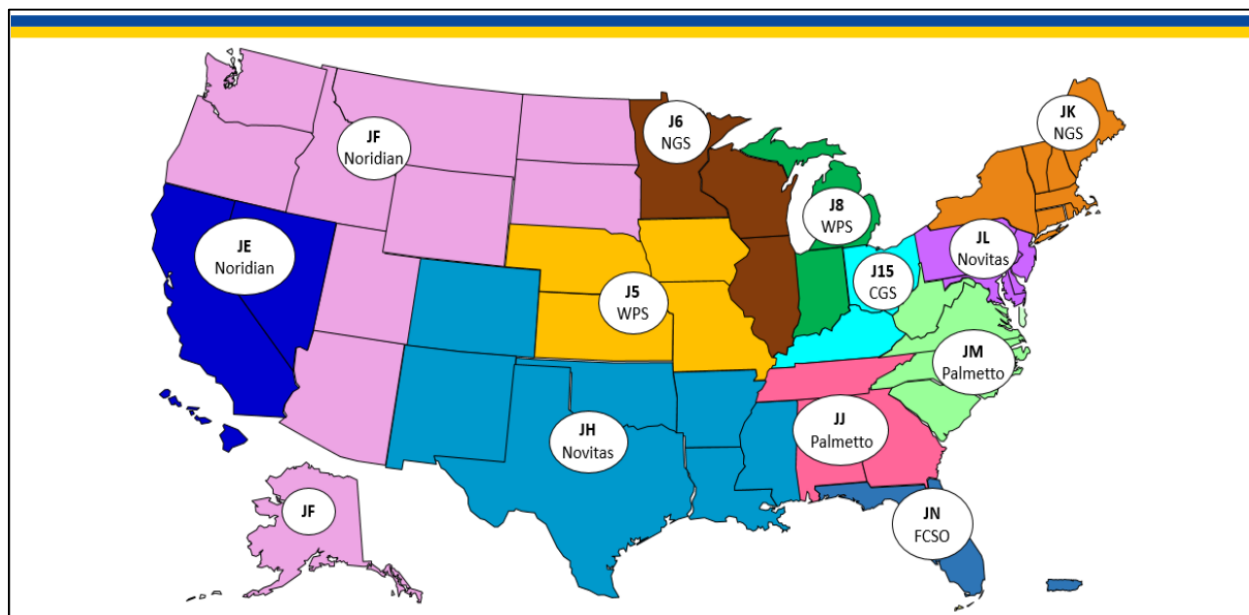 JF
Noridian
JE
Noridian
J6
NGS
J5
WPS
J8
WPS
J15
CGS
JK
NGS
JL
Novitas
JM
Palmetto
JJ
Palmetto
JH
Novitas
JN
FCSO
JF